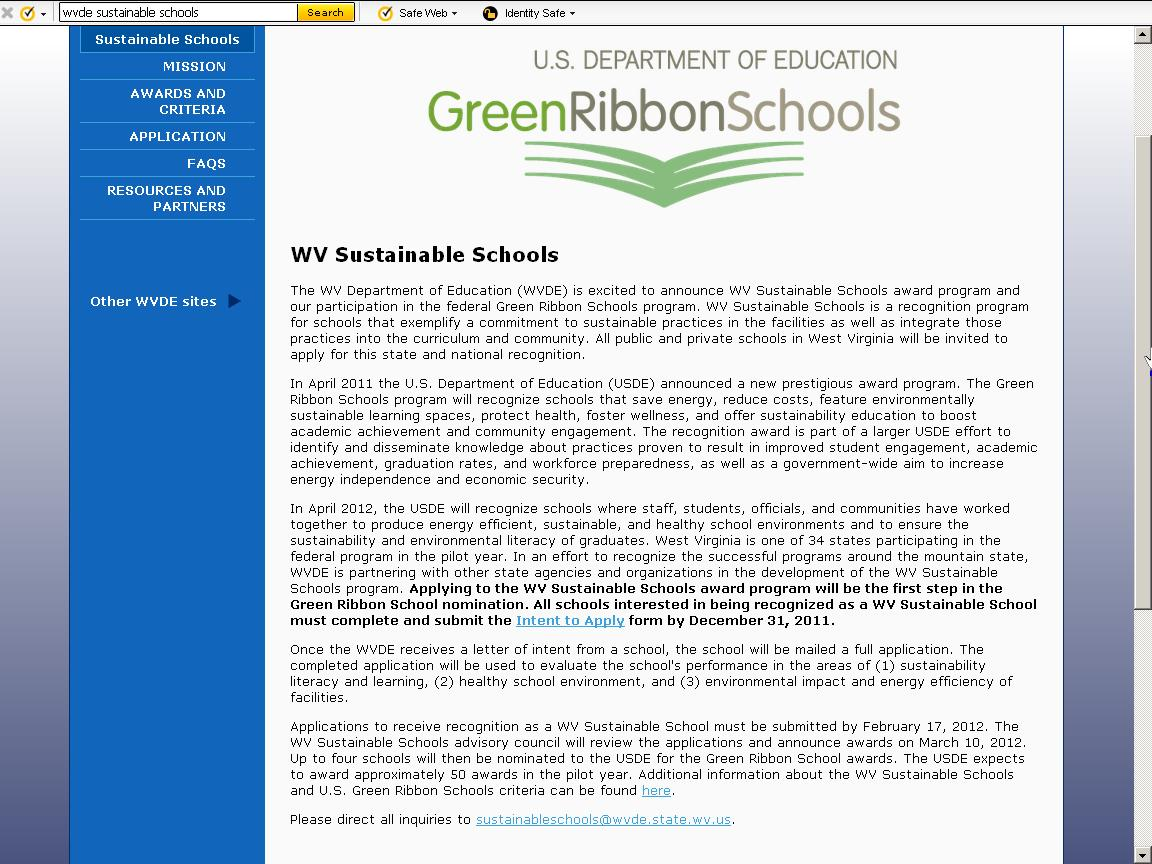 wvde sustainable schools Search Safe Web Identity Safe
Sustainable Schools
MISSION
AWARDS AND
CRITERIA
APPLICATION
FAQS
RESOURCES AND
PARTNERS
Other WVDE sites
U.S. DEPARTMENT OF EDUCATION
GreenRibbonSchools
WV Sustainable Schools
The WV Department of Education (WVDE) is excited to announce WV Sustainable Schools award program and
our participation in the federal Green Ribbon Schools program. WV Sustainable Schools is a recognition program
for schools that exemplify a commitment to sustainable practices in the facilities as well as integrate those
practices into the curriculum and community. All public and private schools in West Virginia will be invited to
apply for this state and national recognition.
In April 2011 the U.S. Department of Education (USDE) announced a new prestigious award program. The Green
Ribbon Schools program will recognize schools that save energy, reduce costs, feature environmentally
sustainable learning spaces, protect health, foster wellness, and offer sustainability education to boost
academic achievement and community engagement. The recognition award is part of a larger USDE effort to
identify and disseminate knowledge about practices proven to result in improved student engagement, academic
achievement, graduation rates, and workforce preparedness, as well as a government-wide aim to increase
energy independence and economic security.
In April 2012, the USDE will recognize schools where staff, students, officials, and communities have worked
together to produce energy efficient, sustainable, and healthy school environments and to ensure the
sustainability and environmental literacy of graduates. West Virginia is one of 34 states participating in the
federal program in the pilot year. In an effort to recognize the successful programs around the mountain state,
WVDE is partnering with other state agencies and organizations in the development of the WV Sustainable
Schools program. Applying to the WV Sustainable Schools award program will be the first step in the
Green Ribbon School nomination. All schools interested in being recognized as a WV Sustainable School
must complete and submit the Intent to Apply form by December 31, 2011.
Once the WVDE receives a letter of intent from a school, the school will be mailed a full application. The
completed application will be used to evaluate the school's performance in the areas of (1) sustainability
literacy and learning, (2) healthy school environment, and (3) environmental impact and energy efficiency of
facilities.
Applications to receive recognition as a WV Sustainable School must be submitted by February 17, 2012. The
WV Sustainable Schools advisory council will review the applications and announce awards on March 10, 2012.
Up to four schools will then be nominated to the USDE for the Green Ribbon School awards. The USDE expects
to award approximately 50 awards in the pilot year. Additional information about the WV Sustainable Schools
and U.S. Green Ribbon Schools criteria can be found here.
Please direct all inquiries to sustainableschools@wvde.state.wv.us.